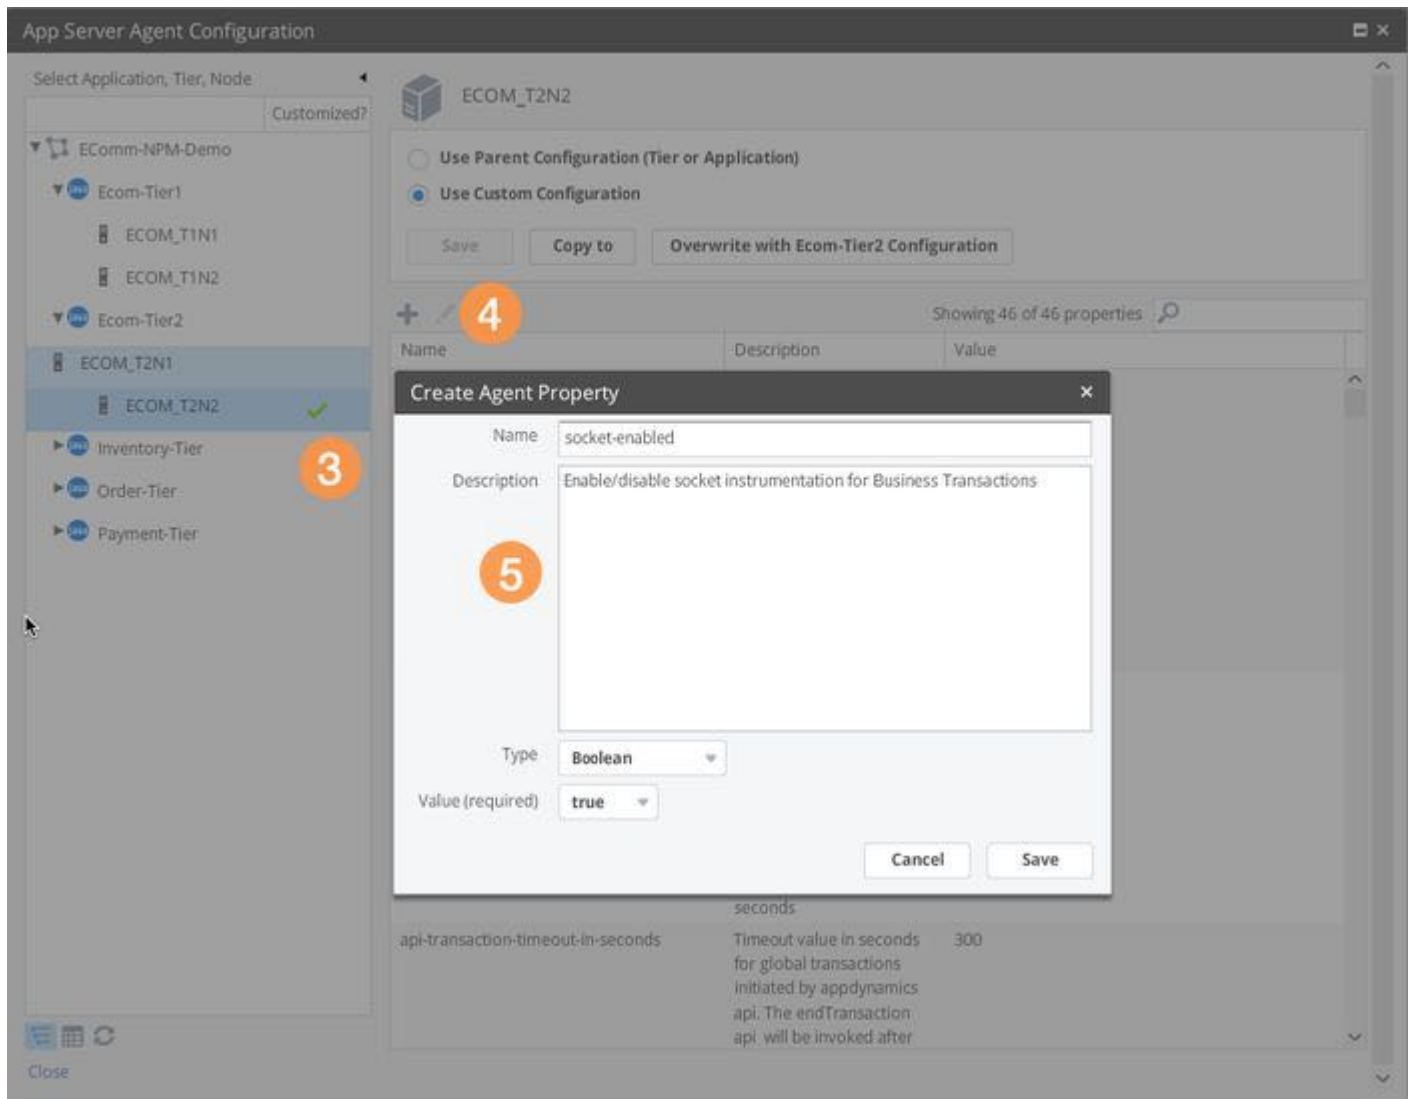 App Server Agent Configuration
Select Application, Tier, Node
Customized?
EComm-NPM-Demo
Ecom-Tier1
ECOM_T1N1
ECOM_T1N2
Ecom-Tier2
ECOM_T2N1
ECOM_T2N2
Inventory-Tier
3
Order-Tier
Payment-Tier
Close
ECOM_T2N2
Use Parent Configuration (Tier or Application)
Use Custom Configuration
Save Copy to Overwrite with Ecom-Tier2 Configuration
4 Showing 46 of 46 properties
Name Description Value
Create Agent Property
Name socket-enabled
Description Enable/disable socket instrumentation for Business Transactions
5
Type Boolean
Value (required) true
Cancel Save
seconds
api-transaction-timeout-in-seconds Timeout value in seconds 300
for global transactions
initiated by appdynamics
api. The endTransaction
api will be invoked after